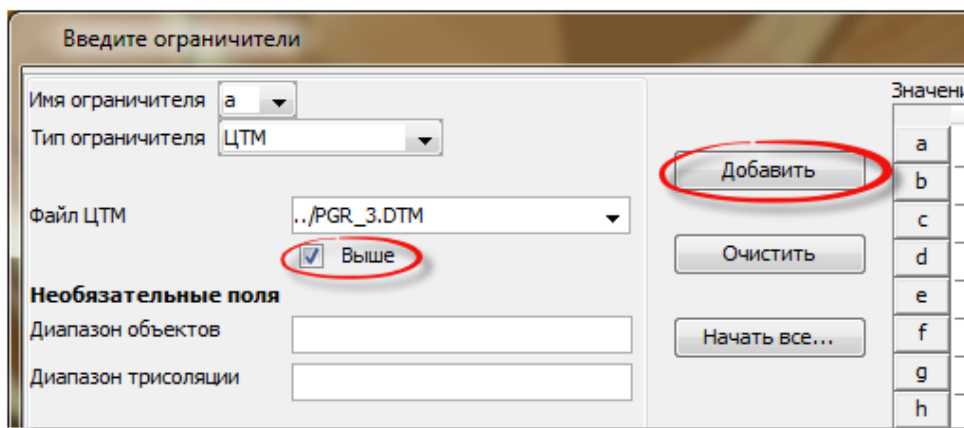 Введите ограничители
Имя ограничителя a
Тип ограничителя ЦТМ
Файл ЦТМ ../PGR_3.DTM
Выше
Необязательные поля
Диапазон объектов
Диапазон трисоляции
Добавить
Очистить
Начать все...
Значени
a
b
c
d
e
f
g
h